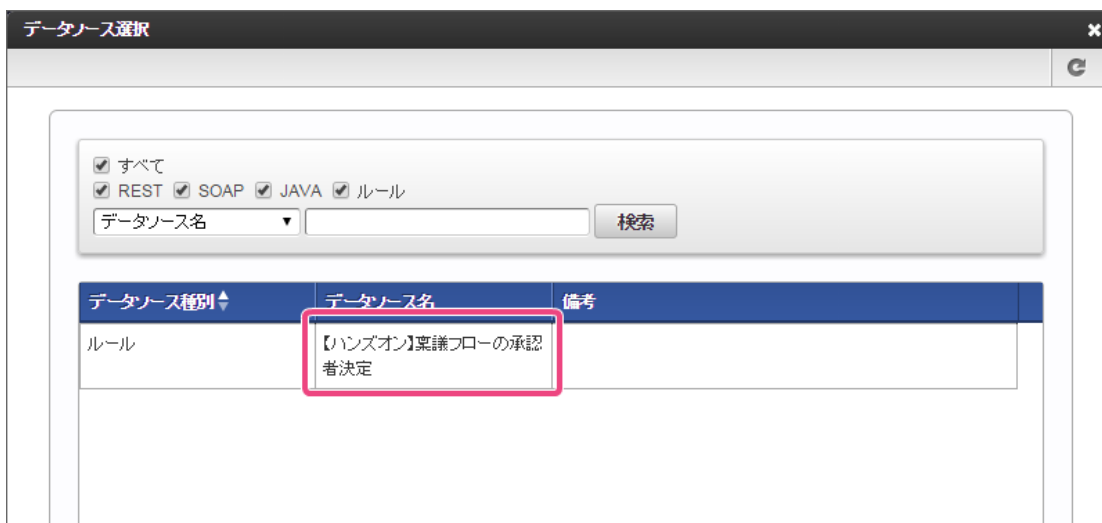 データソース選択
すべて
REST SOAP JAVA ルール
データソース名 検索
データソース種別 データソース名 備考
ルール 【ハンズオン】稟議フローの承認
者決定